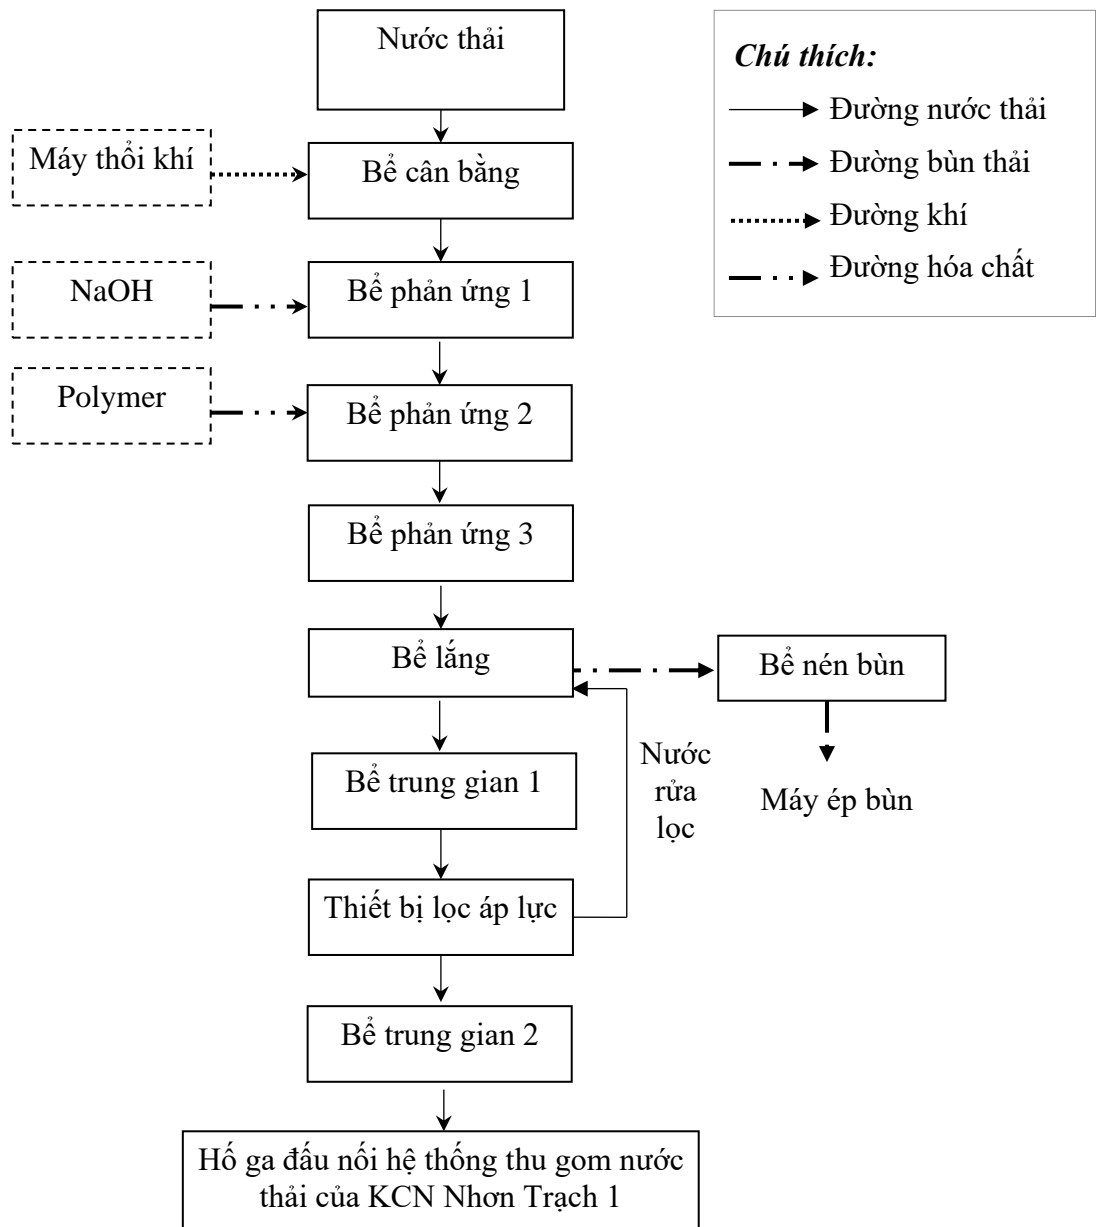 Nước thải
Chú thích:
Đường nước thải
Đường bùn thải
Đường khí
Đường hóa chất
Máy thổi khí
Bể cân bằng
NaOH
Bể phản ứng 1
Polymer
Bể phản ứng 2
Bể phản ứng 3
Bể lắng
Bể nén bùn
Nước
rửa
lọc
Máy ép bùn
Bể trung gian 1
Thiết bị lọc áp lực
Bể trung gian 2
Hố ga đấu nối hệ thống thu gom nước
thải của KCN Nhơn Trạch 1